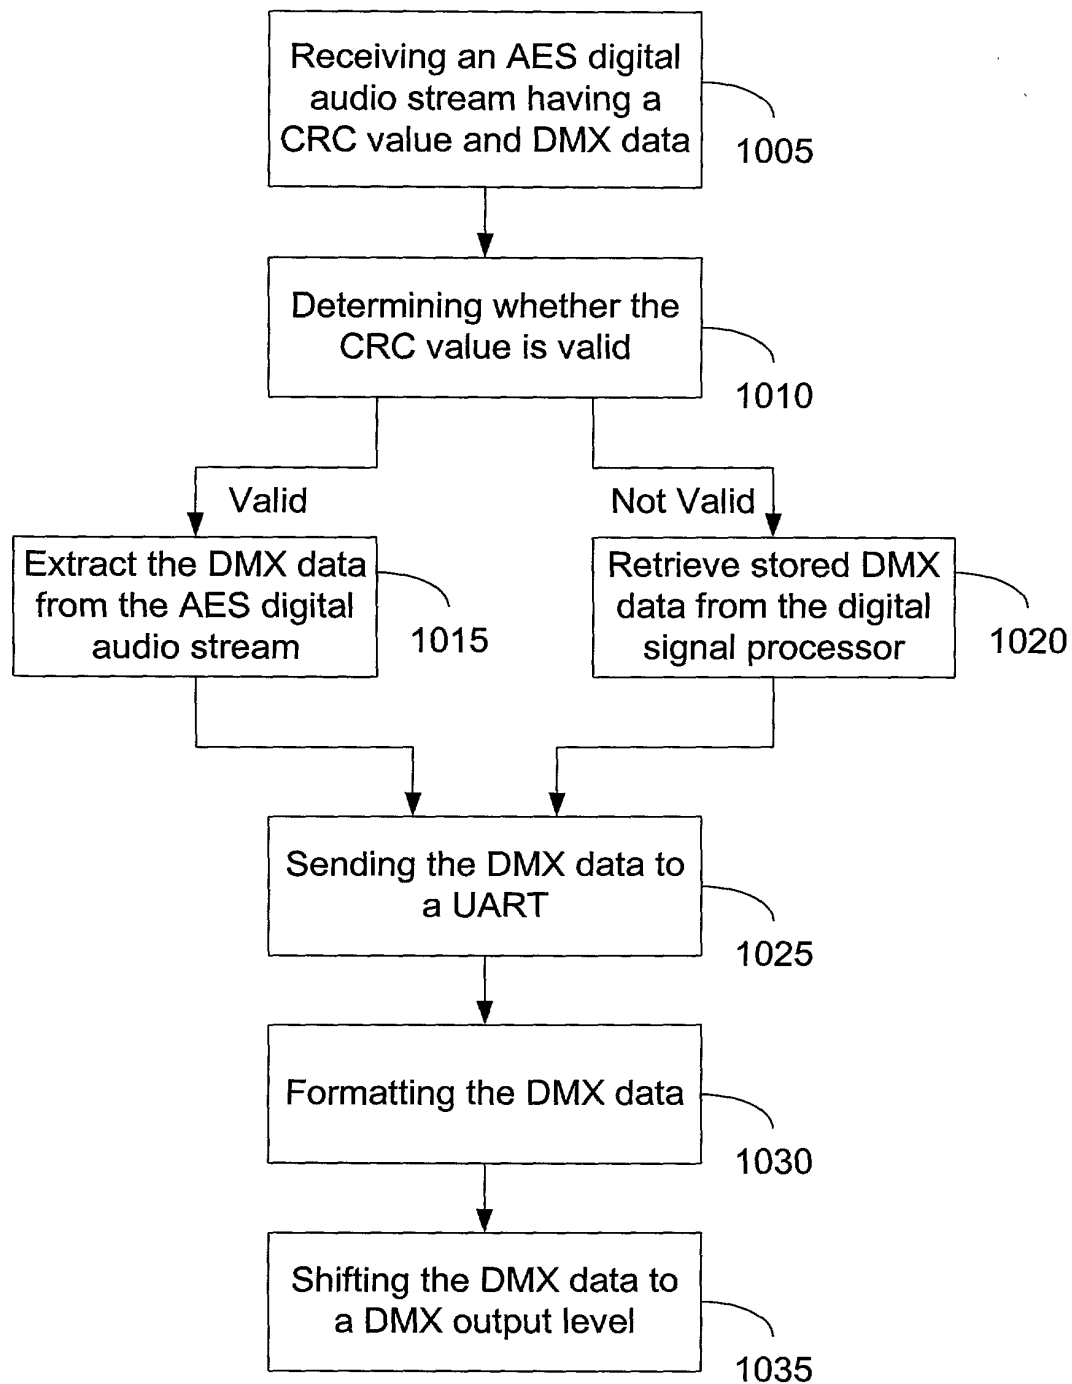 Receiving an AES digital
audio stream having a
CRC value and DMX data
1005
Determining whether the
CRC value is valid
1010
Valid
Not Valid
Extract the DMX data
from the AES digital
audio stream
1015
Retrieve stored DMX
data from the digital
signal processor
1020
Sending the DMX data to
a UART
1025
Formatting the DMX data
1030
Shifting the DMX data to
a DMX output level
1035